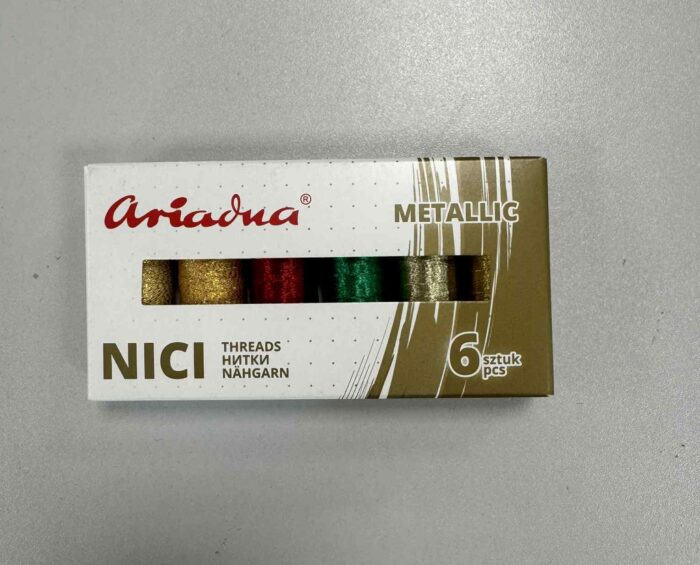 Ariadna®
METALLIC
NICI
THREADS
НИТКИ
NÄHGARN
6 sztuk
pcs